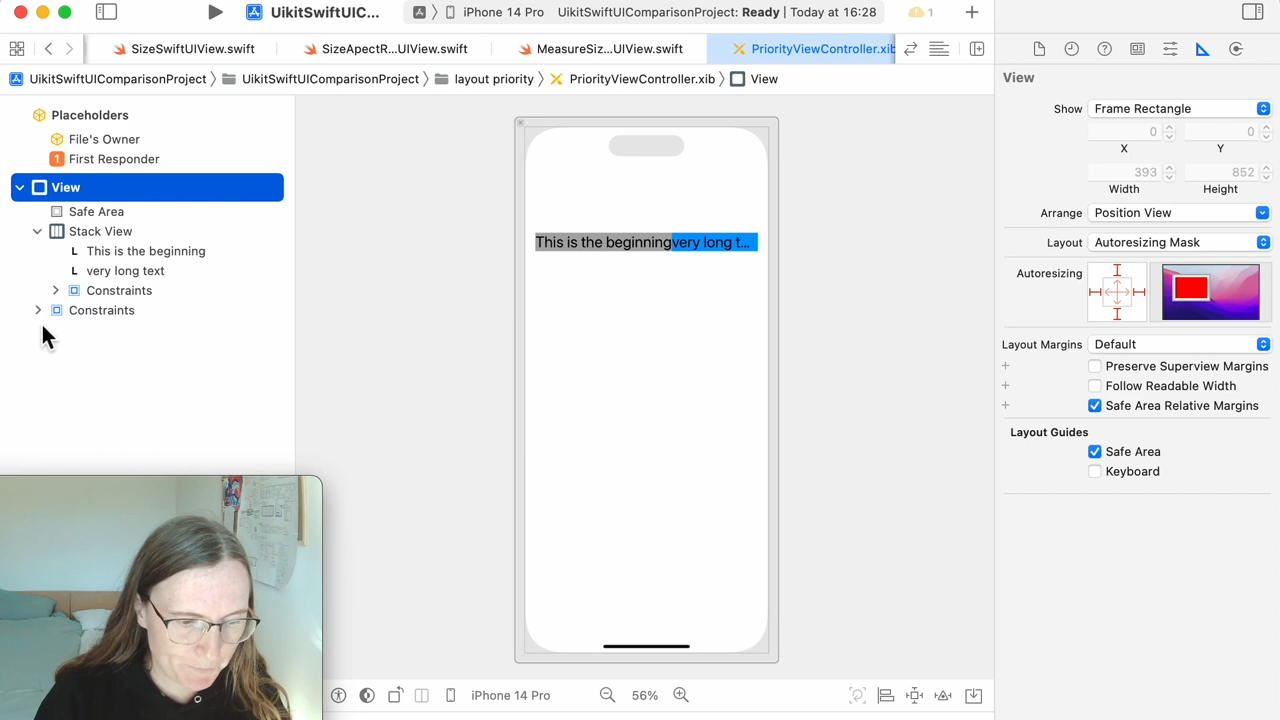 UikitSwiftUIC...
iPhone 14 Pro
UikitSwiftUIComparisonProject: Ready | Today at 16:28
1
SizeSwiftUIView.swift
SizeApectR...UIView.swift
MeasureSiz...UIView.swift
PriorityViewController.xib
UikitSwiftUIComparisonProject
UikitSwiftUIComparisonProject
layout priority
PriorityViewController.xib
View
Placeholders
File's Owner
1 First Responder
View
Safe Area
Stack View
L This is the beginning
L very long text
Constraints
Constraints
This is the beginningvery long t...
iPhone 14 Pro
56%
View
Show Frame Rectangle
0 0
X Y
393 852
Width Height
Arrange Position View
Layout Autoresizing Mask
Autoresizing
Layout Margins Default
Preserve Superview Margins
Follow Readable Width
Safe Area Relative Margins
Layout Guides
Safe Area
Keyboard